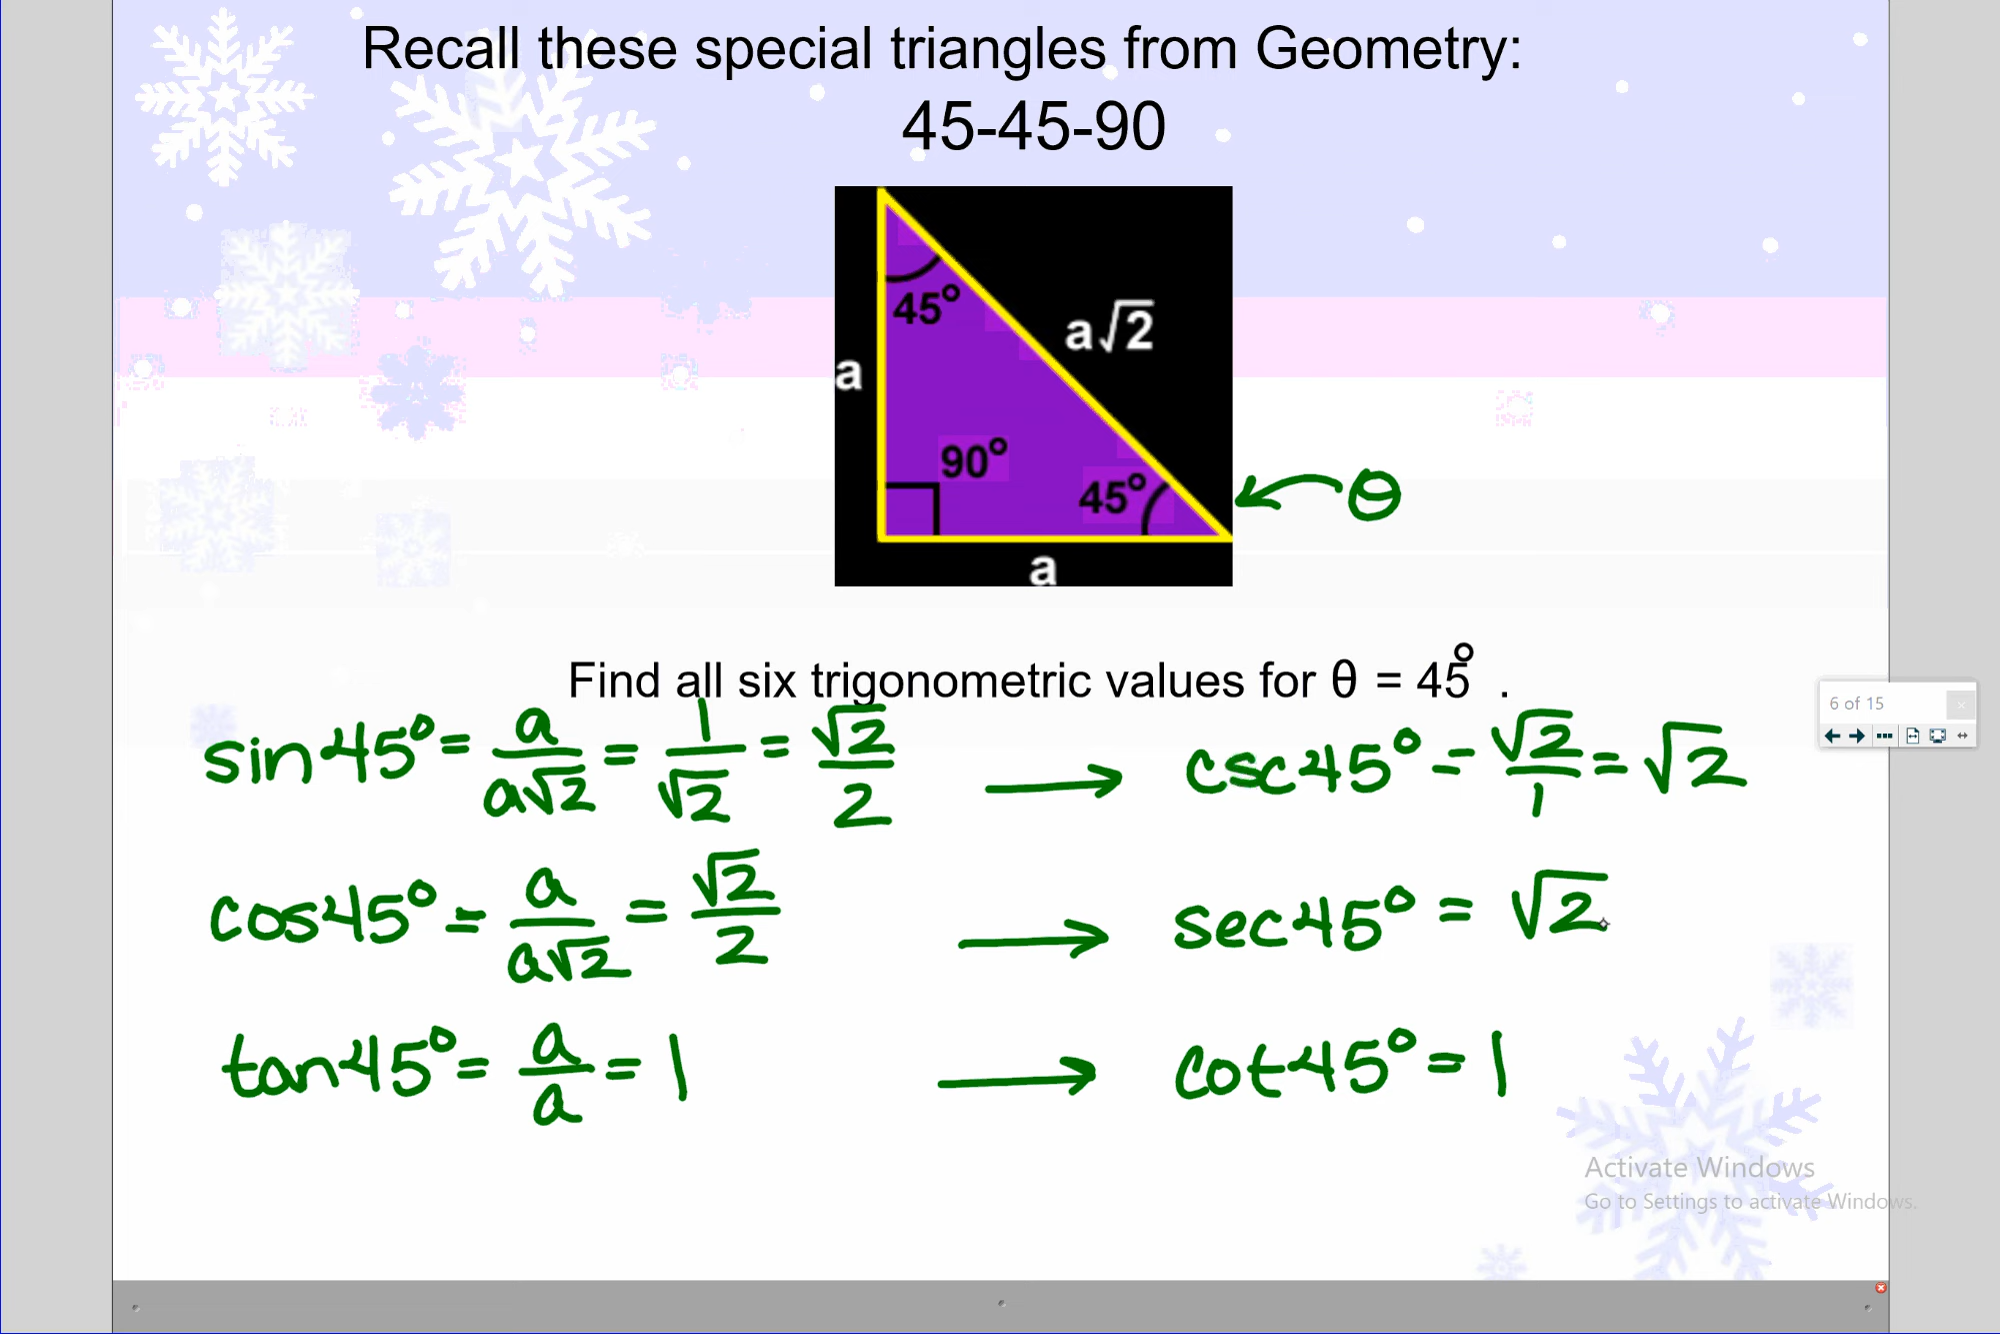 Recall these special triangles from Geometry:
45-45-90
45°
a√2
a
90°
45°
θ
a
Find all six trigonometric values for θ = 45° .
6 of 15
sin45° = a/a√2 = 1/√2 = √2/2 → csc45° = √2/1 = √2
cos45° = a/a√2 = √2/2 → sec45° = √2
tan45° = a/a = 1 → cot45° = 1
Activate Windows
Go to Settings to activate Windows.